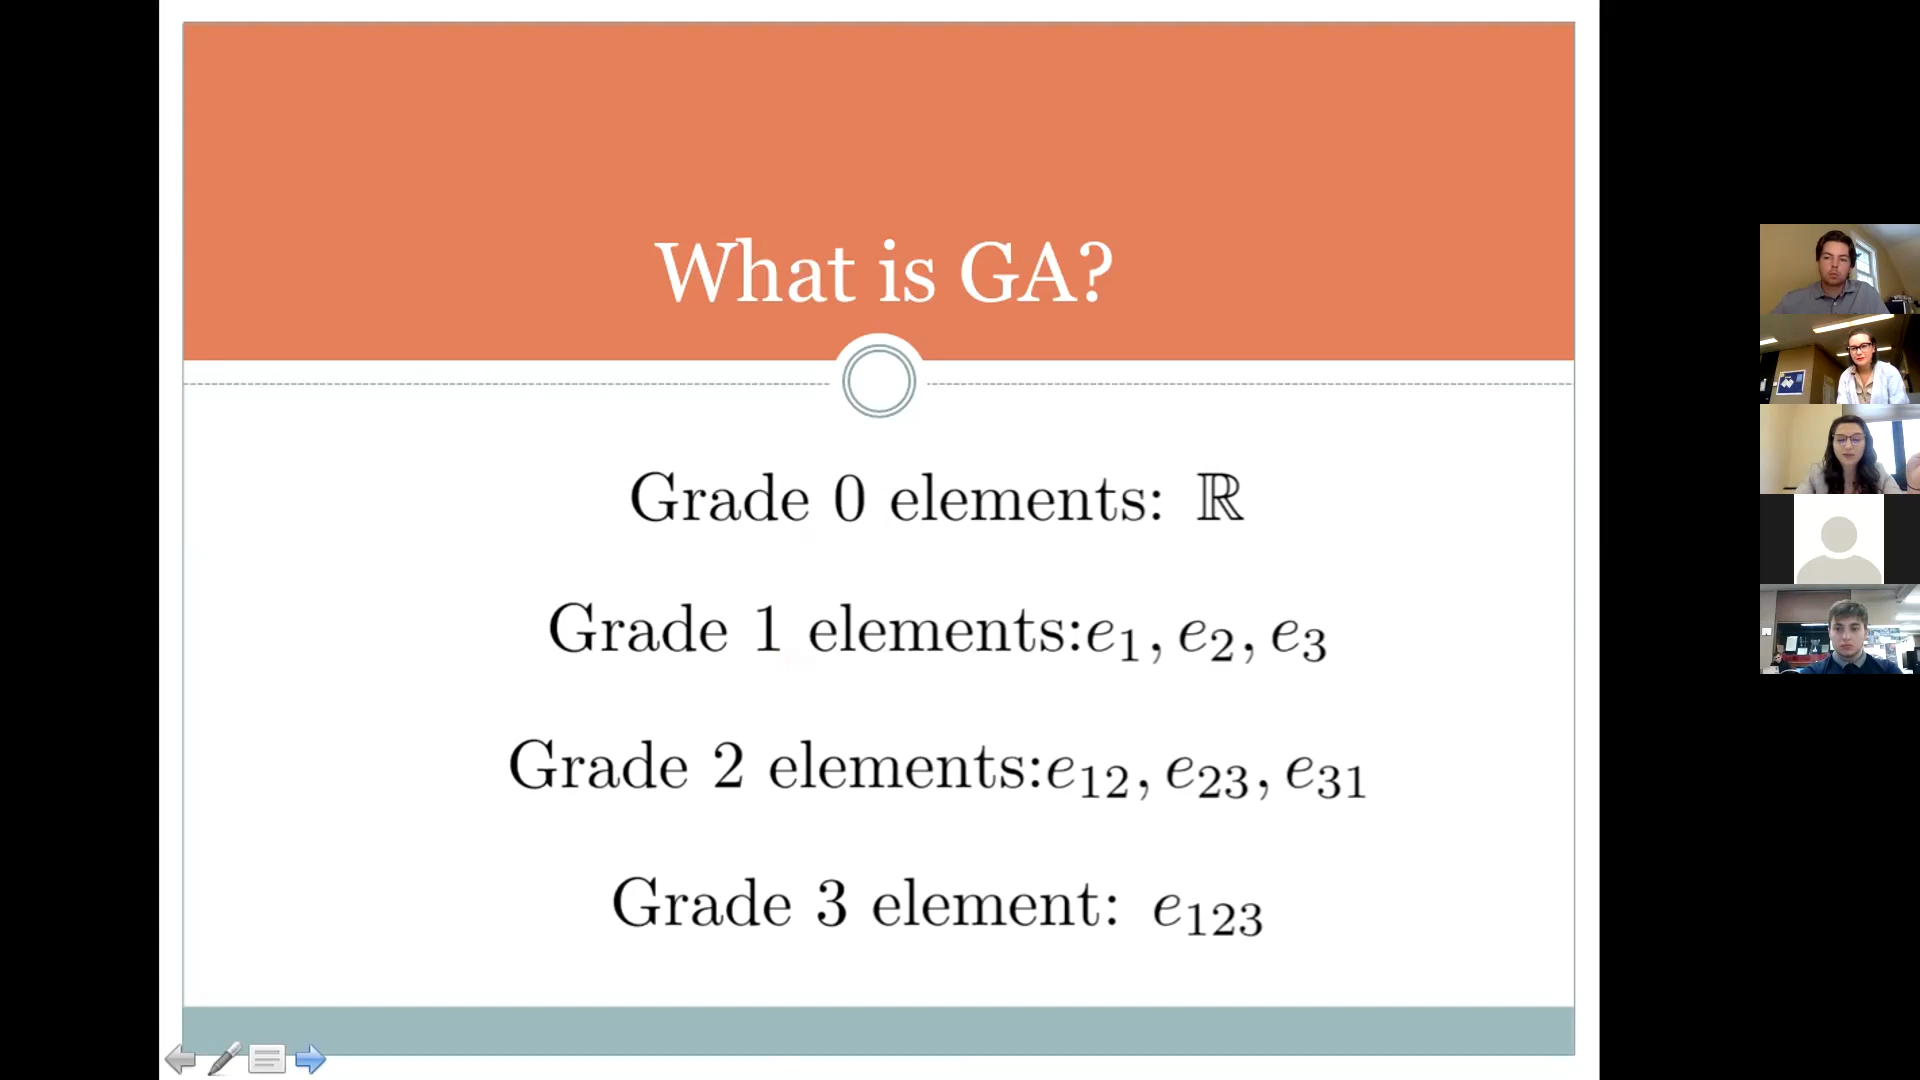 What is GA?
Grade 0 elements: ℝ
Grade 1 elements:e₁, e₂, e₃
Grade 2 elements:e₁₂, e₂₃, e₃₁
Grade 3 element: e₁₂₃